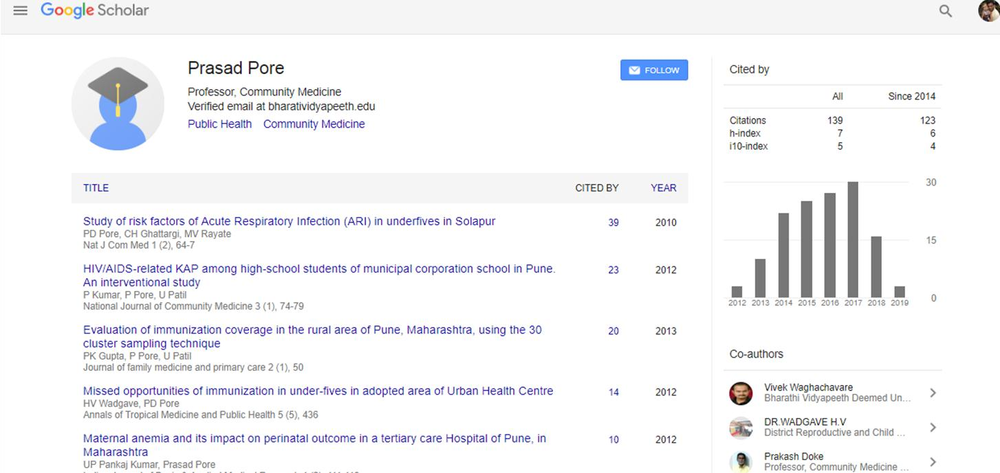 Google Scholar
Prasad Pore
Professor, Community Medicine
Verified email at bharatividyapeeth.edu
Public Health Community Medicine
FOLLOW
TITLE CITED BY YEAR
Study of risk factors of Acute Respiratory Infection (ARI) in underfives in Solapur 39 2010
PD Pore, CH Ghattargi, MV Rayate
Nat J Com Med 1 (2), 64-7
HIV/AIDS-related KAP among high-school students of municipal corporation school in Pune. 23 2012
An interventional study
P Kumar, P Pore, U Patil
National Journal of Community Medicine 3 (1), 74-79
Evaluation of immunization coverage in the rural area of Pune, Maharashtra, using the 30 20 2013
cluster sampling technique
PK Gupta, P Pore, U Patil
Journal of family medicine and primary care 2 (1), 50
Missed opportunities of immunization in under-fives in adopted area of Urban Health Centre 14 2012
HV Wadgave, PD Pore
Annals of Tropical Medicine and Public Health 5 (5), 436
Maternal anemia and its impact on perinatal outcome in a tertiary care Hospital of Pune, in 10 2012
Maharashtra
UP Pankaj Kumar, Prasad Pore
Cited by
All Since 2014
Citations 139 123
h-index 7 6
i10-index 5 4
30
15
0
2012 2013 2014 2015 2016 2017 2018 2019
Co-authors
Vivek Waghachavare
Bharathi Vidyapeeth Deemed Un...
DR.WADGAVE H.V
District Reproductive and Child ...
Prakash Doke
Professor, Community Medicine ...